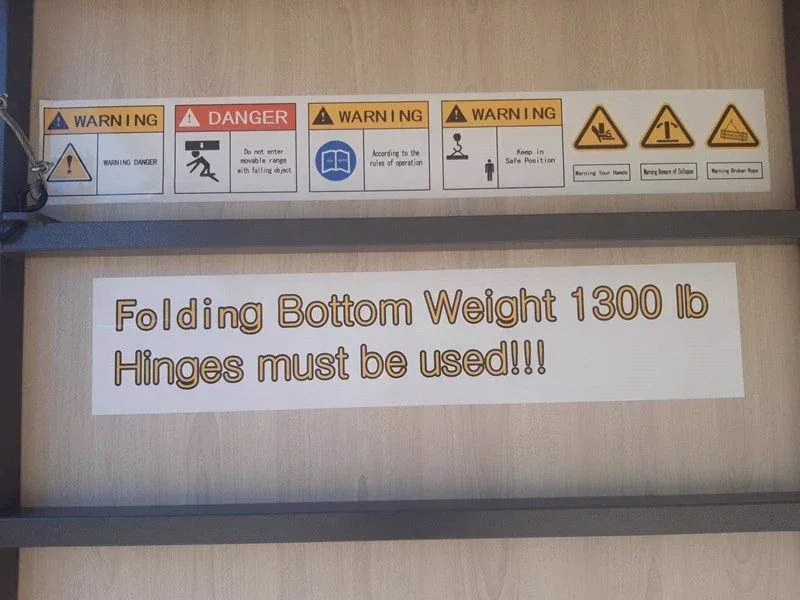 WARNING
WARNING DANGER
DANGER
Do not enter
movable range
with falling object
WARNING
According to the
rules of operation
WARNING
Keep in
Safe Position
Warning Your Hands
Warning Beware of Collapse
Warning Broken Rope
Folding Bottom Weight 1300 lb
Hinges must be used!!!